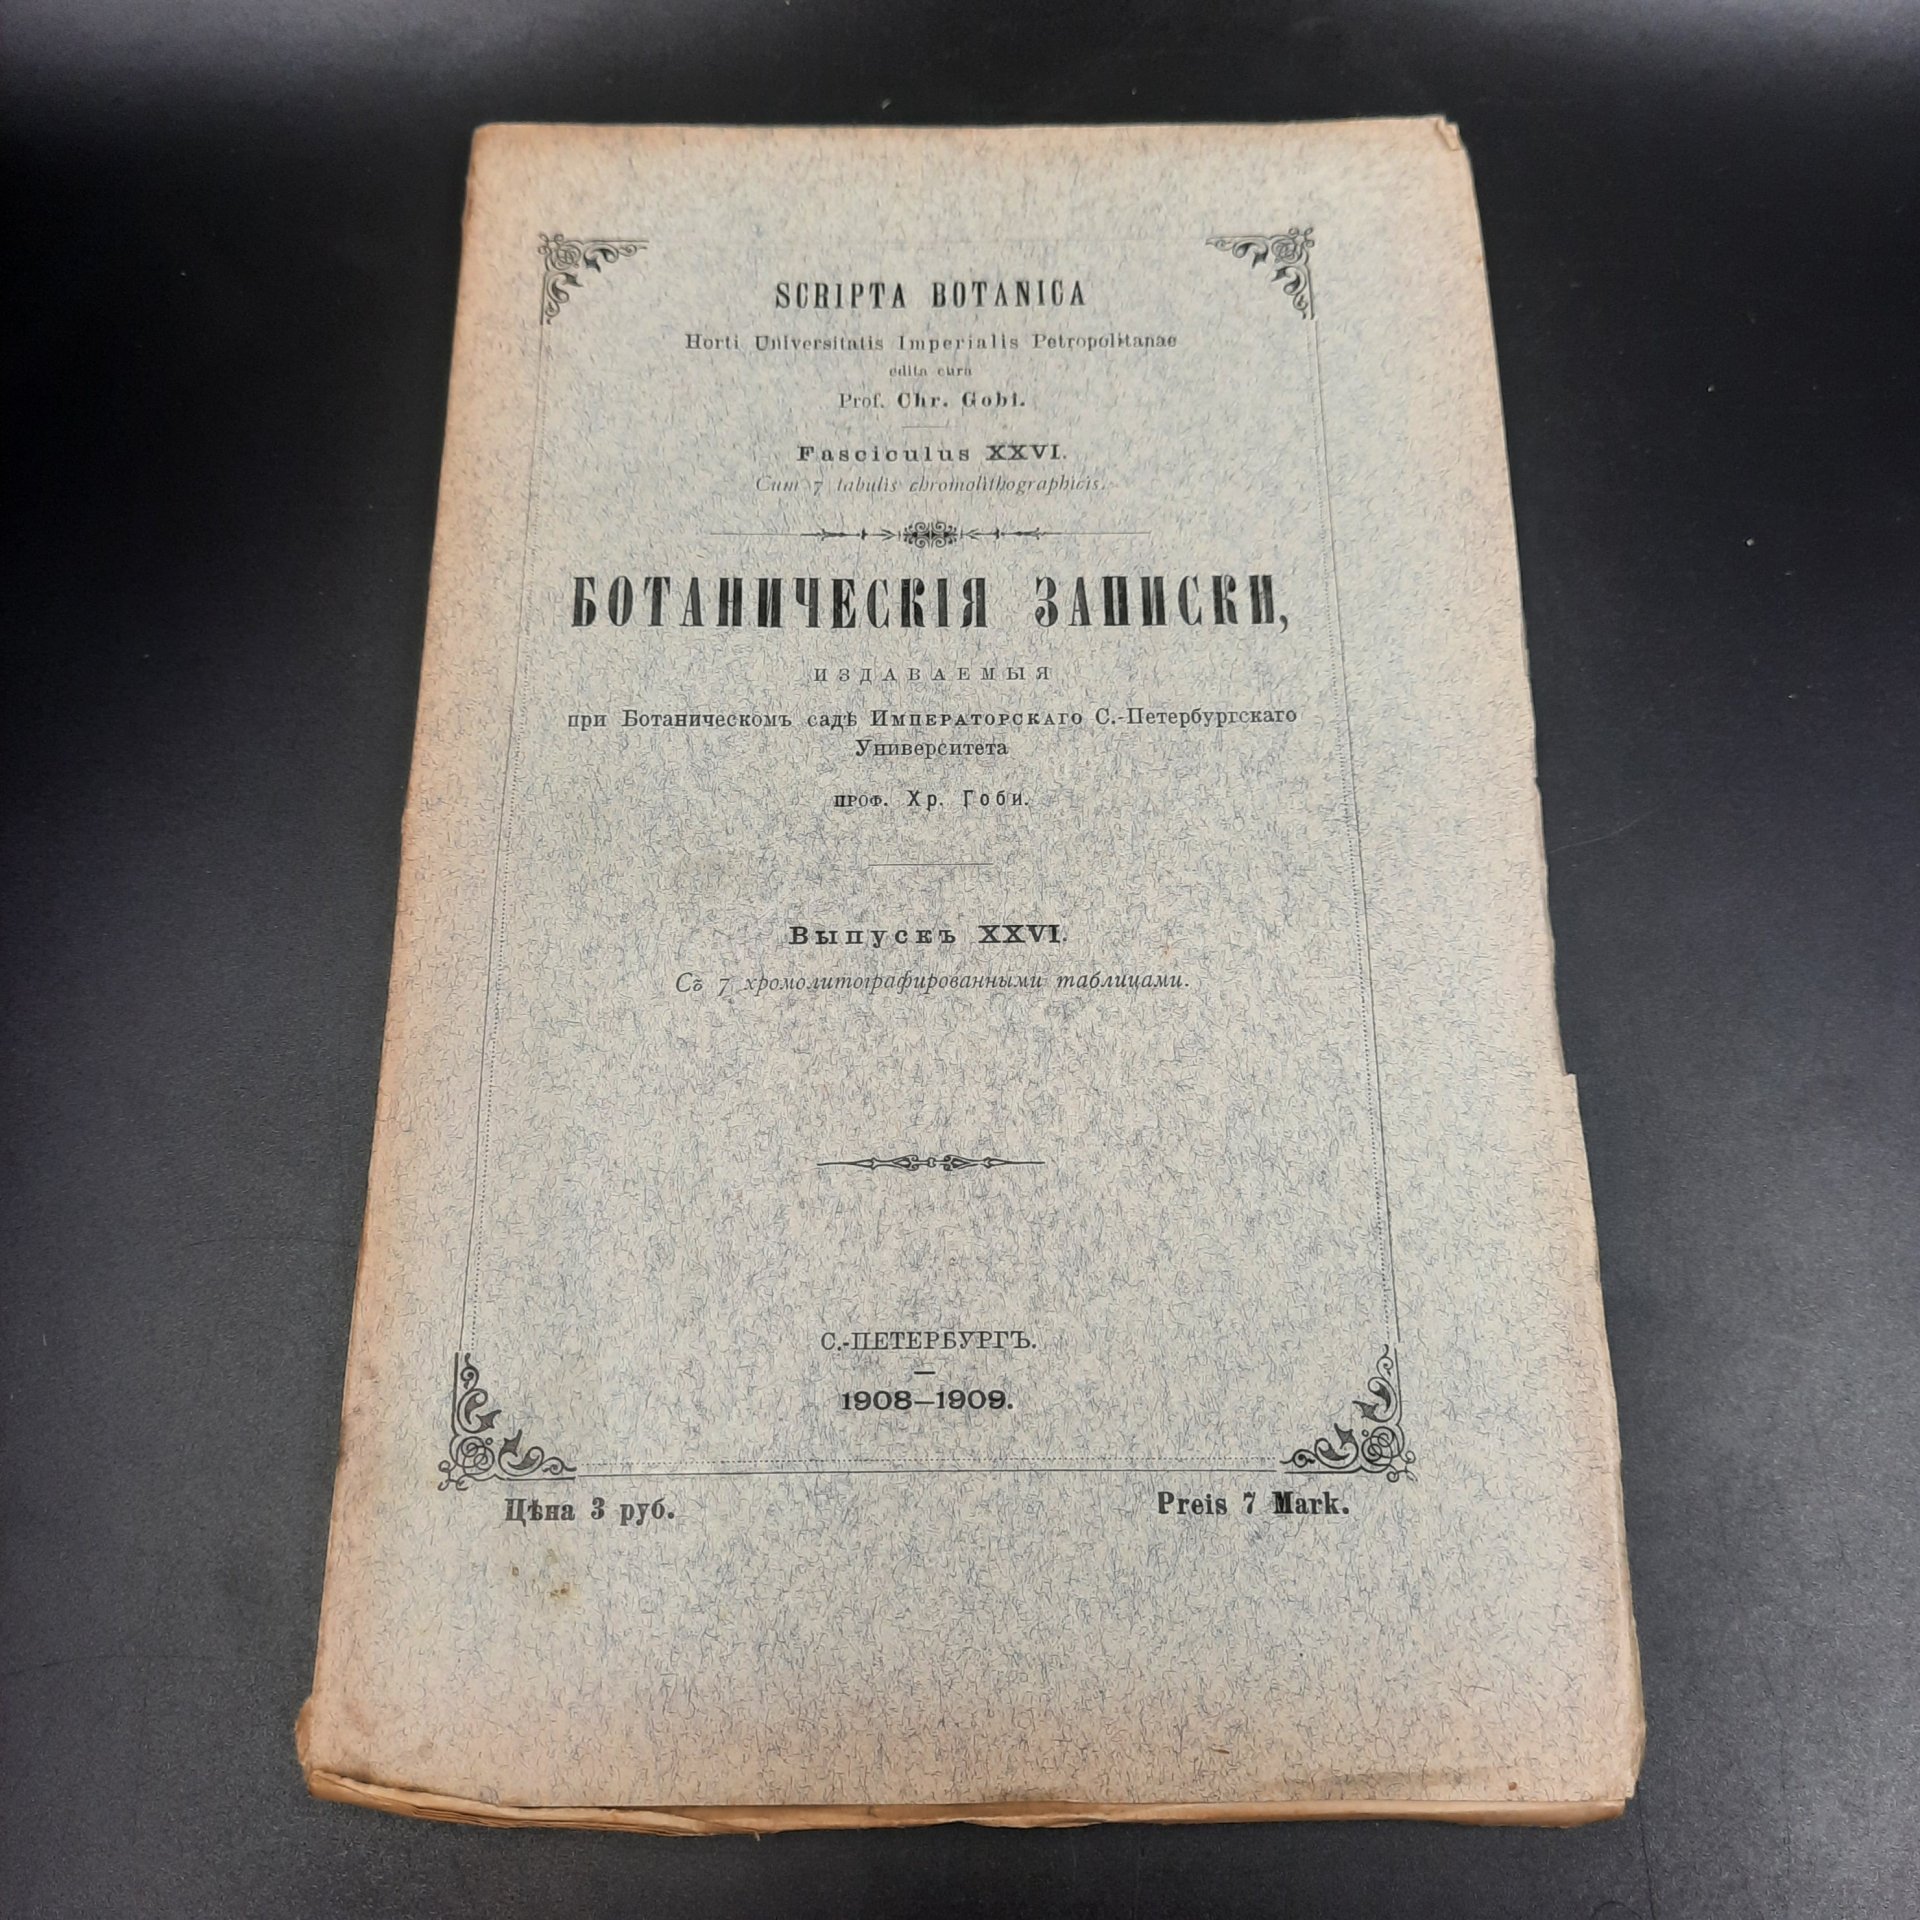 SCRIPTA BOTANICA
Horti Universitatis Imperialis Petropolitanae
edita cura
Prof. Chr. Gobi.
Fasciculus XXVI.
Cum 7 tabulis chromolithographicis.
БОТАНИЧЕСКІЯ ЗАПИСКИ,
ИЗДАВАЕМЫЯ
при Ботаническомъ садѣ ИМПЕРАТОРСКАГО С.-Петербургскаго
Университета
ПРОФ. Хр. Гоби.
Выпускъ XXVI.
Съ 7 хромолитографированными таблицами.
С.-ПЕТЕРБУРГЪ.
1908–1909.
Цѣна 3 руб.
Preis 7 Mark.